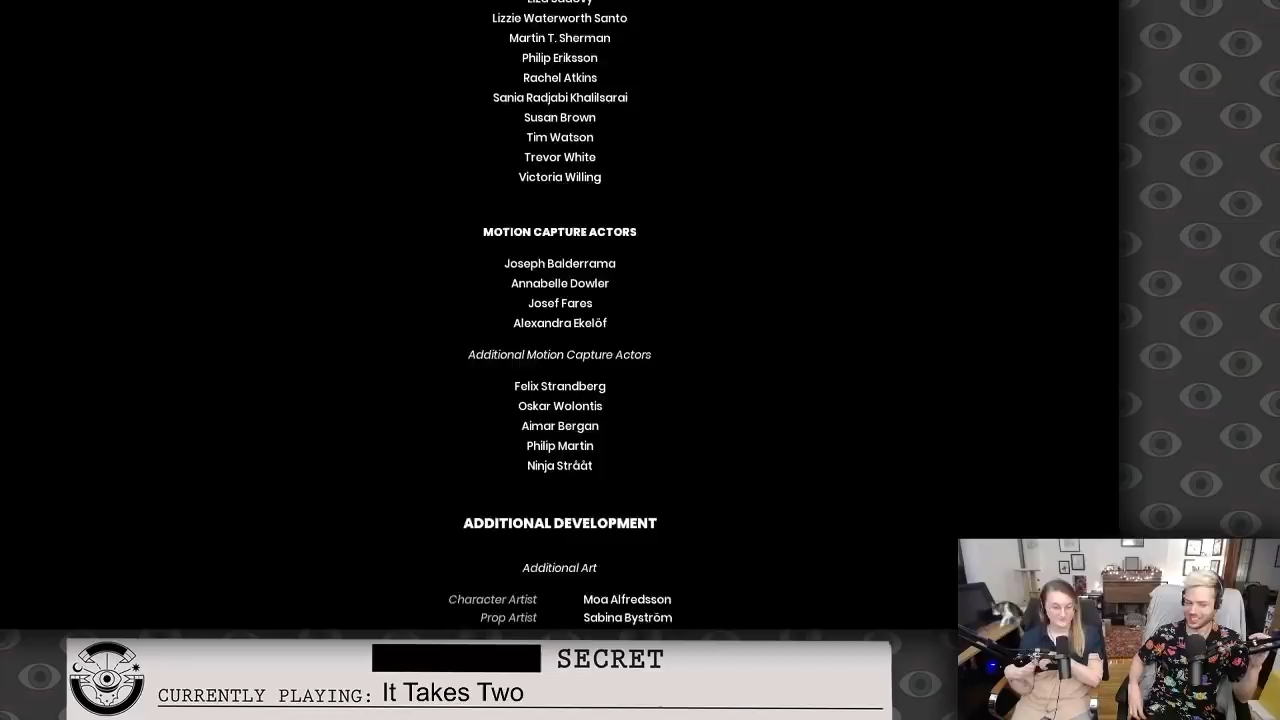 Lizzie Waterworth Santo
Martin T. Sherman
Philip Eriksson
Rachel Atkins
Sania Radjabi Khalilsarai
Susan Brown
Tim Watson
Trevor White
Victoria Willing
MOTION CAPTURE ACTORS
Joseph Balderrama
Annabelle Dowler
Josef Fares
Alexandra Ekelöf
Additional Motion Capture Actors
Felix Strandberg
Oskar Wolontis
Aimar Bergan
Philip Martin
Ninja Strååt
ADDITIONAL DEVELOPMENT
Additional Art
Character Artist Moa Alfredsson
Prop Artist Sabina Byström
SECRET
CURRENTLY PLAYING: It Takes Two